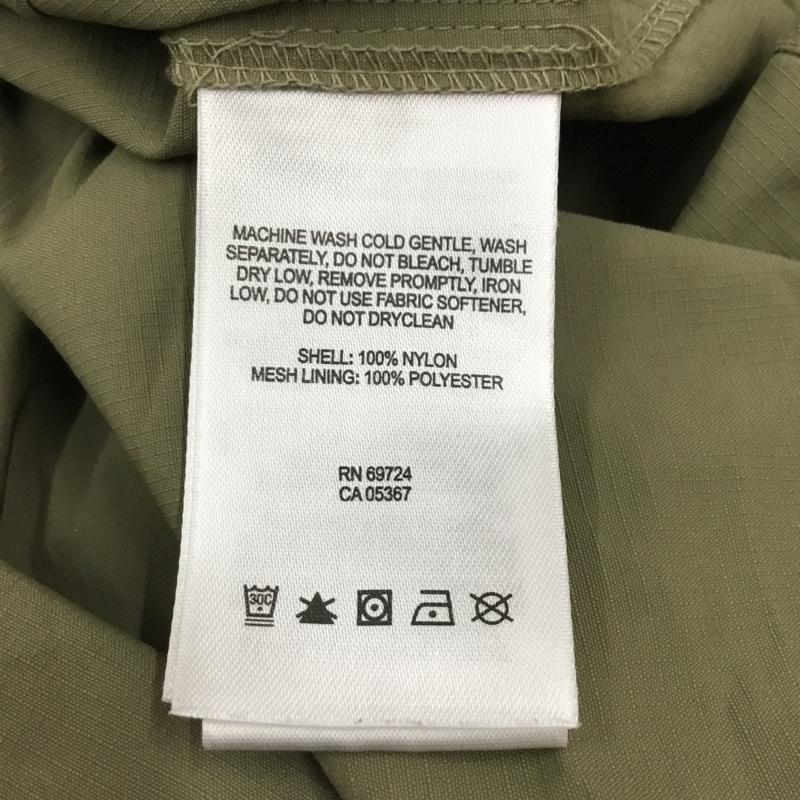 MACHINE WASH COLD GENTLE, WASH
SEPARATELY, DO NOT BLEACH, TUMBLE
DRY LOW, REMOVE PROMPTLY, IRON
LOW, DO NOT USE FABRIC SOFTENER,
DO NOT DRYCLEAN
SHELL: 100% NYLON
MESH LINING: 100% POLYESTER
RN 69724
CA 05367
30C